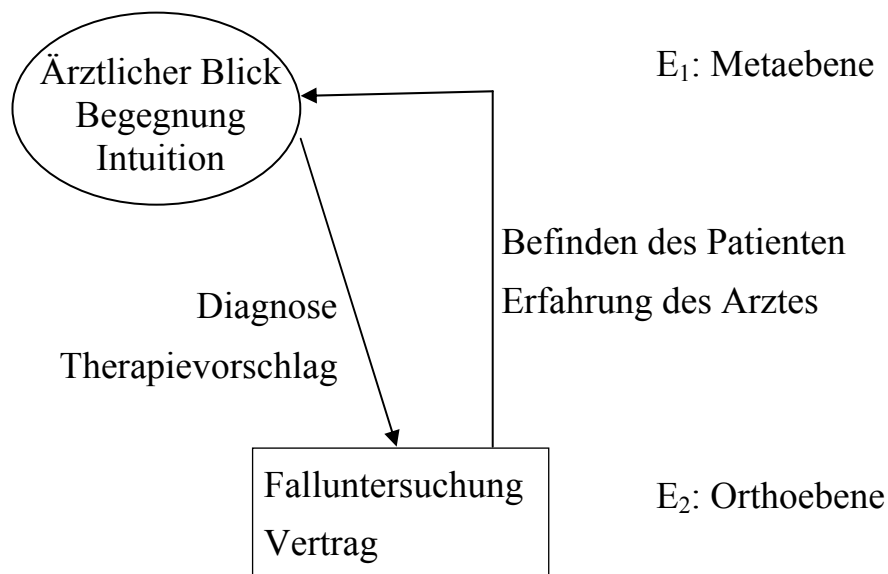 Ärztlicher Blick
Begegnung
Intuition
E₁: Metaebene
Befinden des Patienten
Erfahrung des Arztes
Diagnose
Therapievorschlag
Falluntersuchung
Vertrag
E₂: Orthoebene